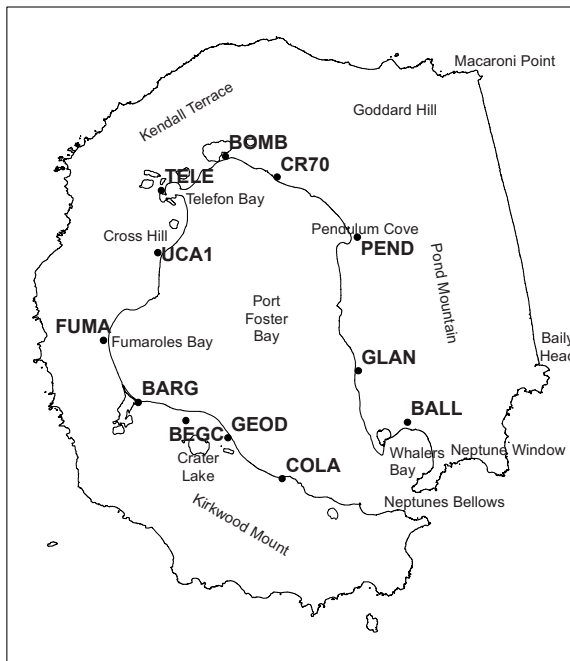 Macaroni Point
Kendall Terrace
Goddard Hill
BOMB
CR70
TELE
Telefon Bay
Pendulum Cove
Cross Hill
PEND
UCA1
Pond Mountain
Port
Foster
Bay
FUMA
Fumaroles Bay
Baily
Head
GLAN
BARG
BALL
GEOD
BEGC
Neptune Window
Whalers
Bay
Crater
Lake
COLA
Neptunes Bellows
Kirkwood Mount